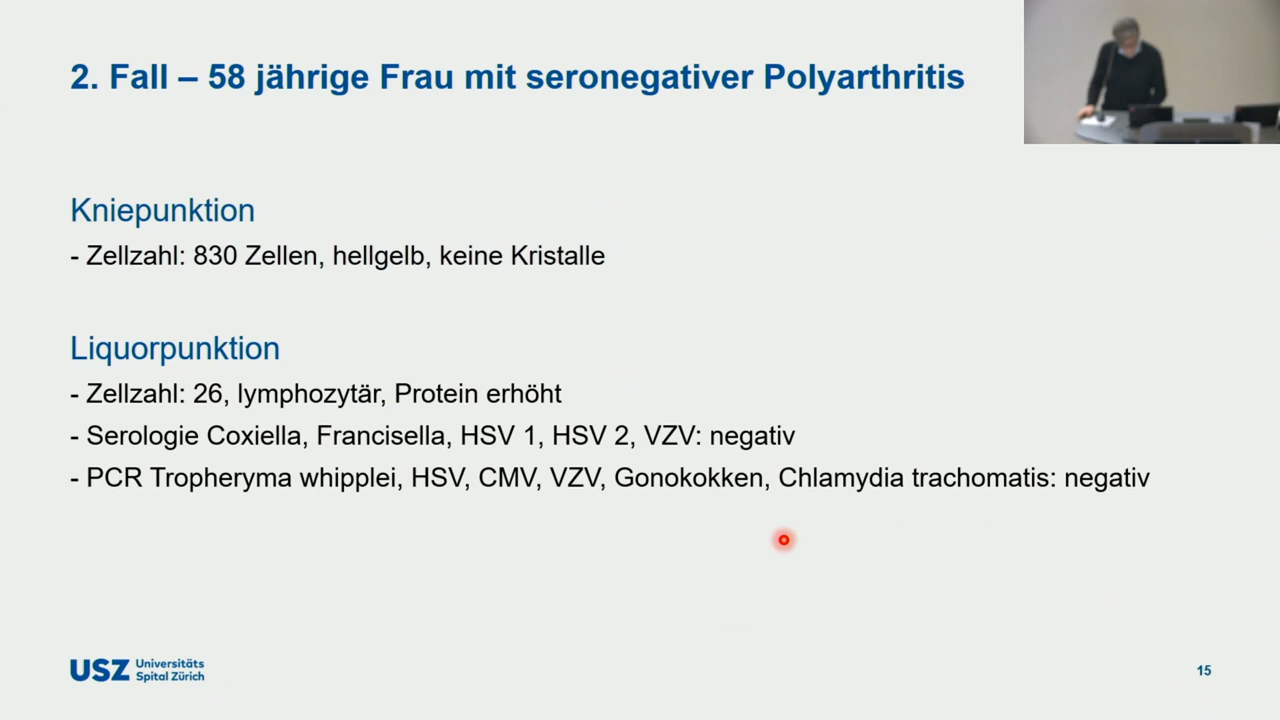 2. Fall – 58 jährige Frau mit seronegativer Polyarthritis
Kniepunktion
- Zellzahl: 830 Zellen, hellgelb, keine Kristalle
Liquorpunktion
- Zellzahl: 26, lymphozytär, Protein erhöht
- Serologie Coxiella, Francisella, HSV 1, HSV 2, VZV: negativ
- PCR Tropheryma whipplei, HSV, CMV, VZV, Gonokokken, Chlamydia trachomatis: negativ
USZ Universitäts
Spital Zürich
15